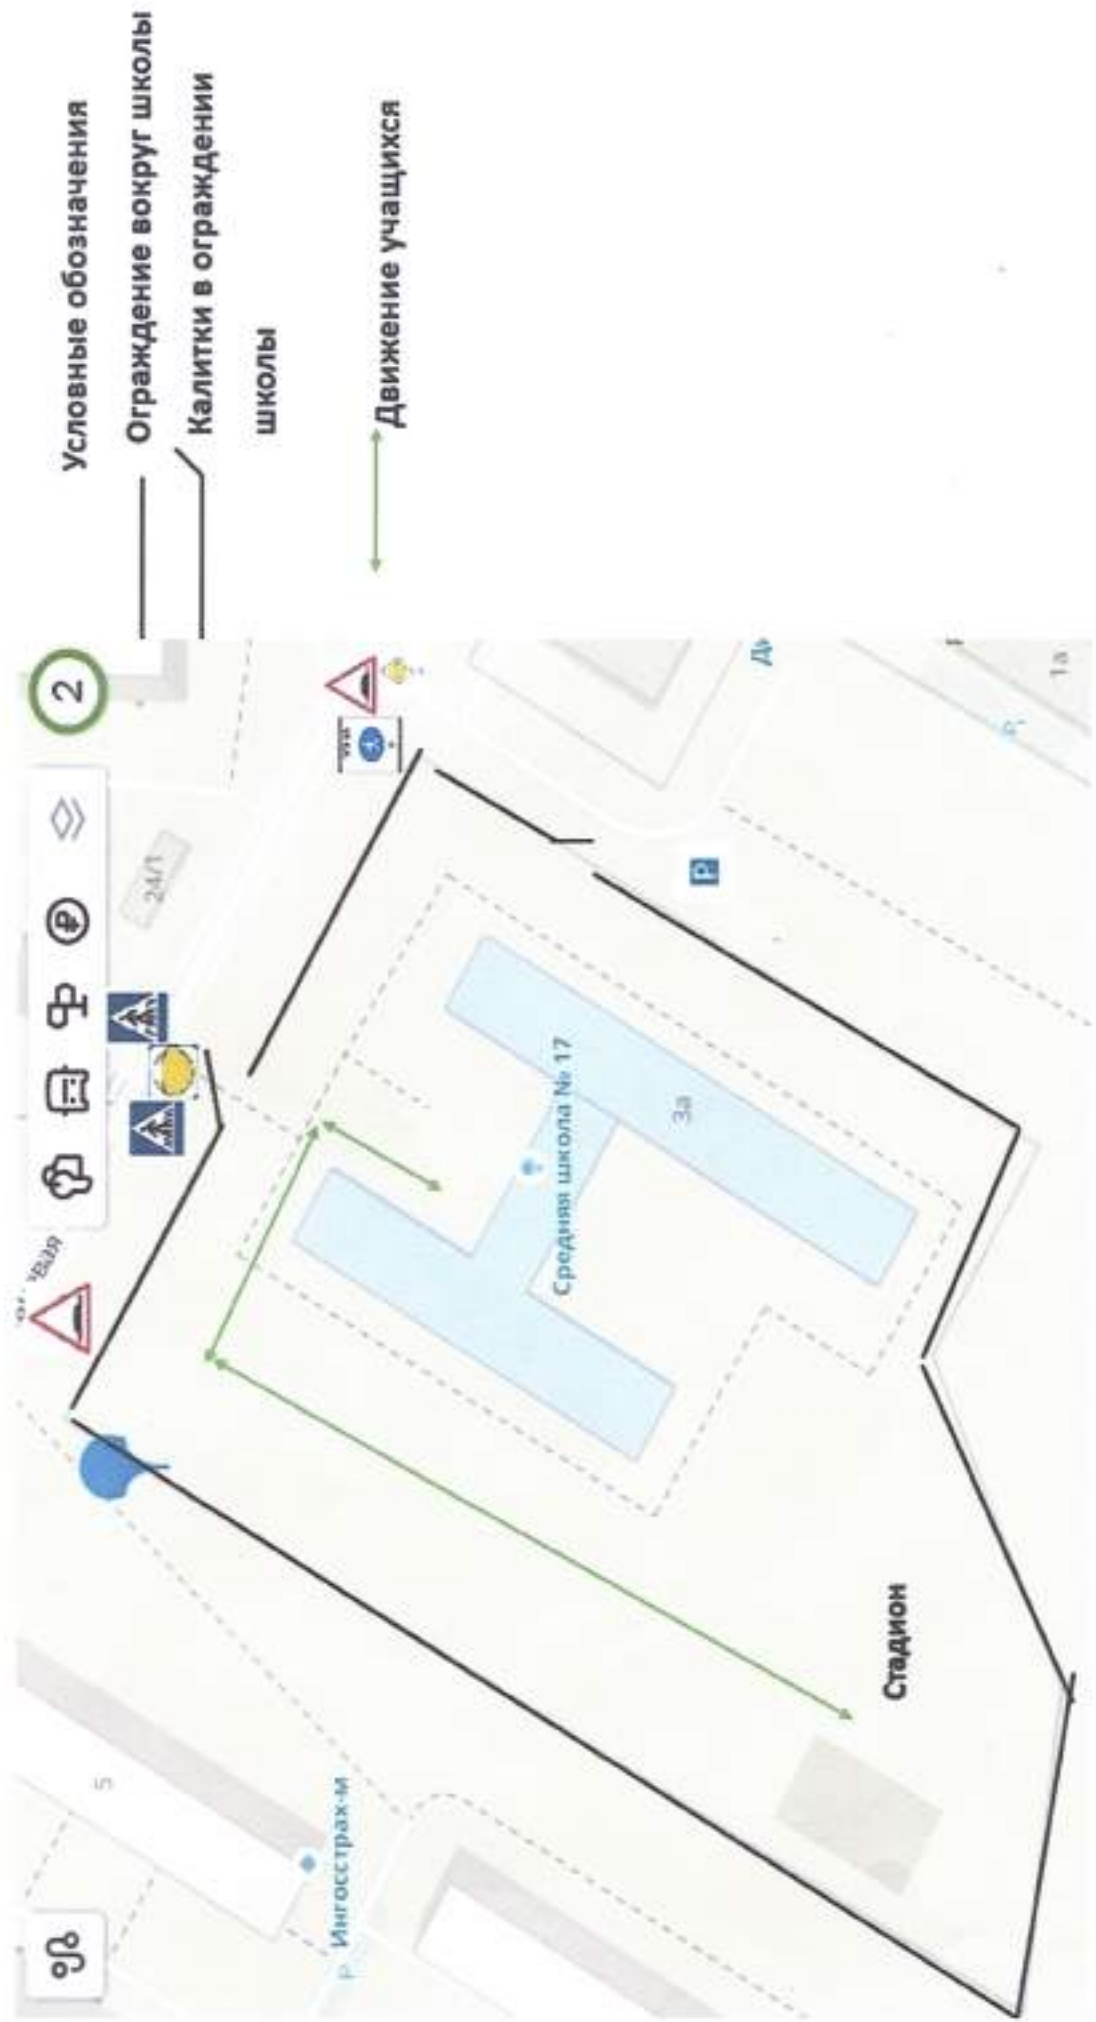 Условные обозначения
Ограждение вокруг школы
Калитки в ограждении
школы
Движение учащихся
2
24/1
P
Средняя школа № 17
3а
Стадион
5
Ингосстрах-М
1а